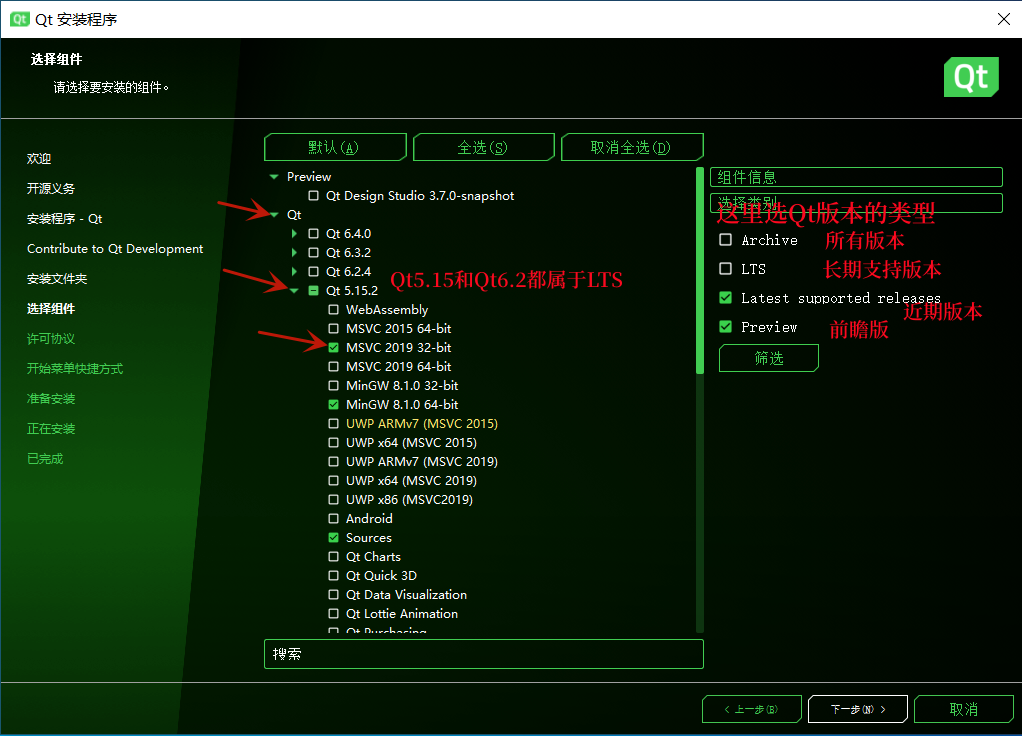 Qt 安装程序
选择组件
请选择要安装的组件。
Qt
欢迎
开源义务
安装程序 - Qt
Contribute to Qt Development
安装文件夹
选择组件
许可协议
开始菜单快捷方式
准备安装
正在安装
已完成
默认(A)
全选(S)
取消全选(D)
Preview
Qt Design Studio 3.7.0-snapshot
Qt
Qt 6.4.0
Qt 6.3.2
Qt 6.2.4
Qt 5.15.2
Qt5.15和Qt6.2都属于LTS
WebAssembly
MSVC 2015 64-bit
MSVC 2019 32-bit
MSVC 2019 64-bit
MinGW 8.1.0 32-bit
MinGW 8.1.0 64-bit
UWP ARMv7 (MSVC 2015)
UWP x64 (MSVC 2015)
UWP ARMv7 (MSVC 2019)
UWP x64 (MSVC 2019)
UWP x86 (MSVC2019)
Android
Sources
Qt Charts
Qt Quick 3D
Qt Data Visualization
Qt Lottie Animation
Qt Purchasing
搜索
组件信息
选择类别
这里选Qt版本的类型
Archive 所有版本
LTS 长期支持版本
Latest supported releases
近期版本
Preview 前瞻版
筛选
< 上一步(B)
下一步(N) >
取消